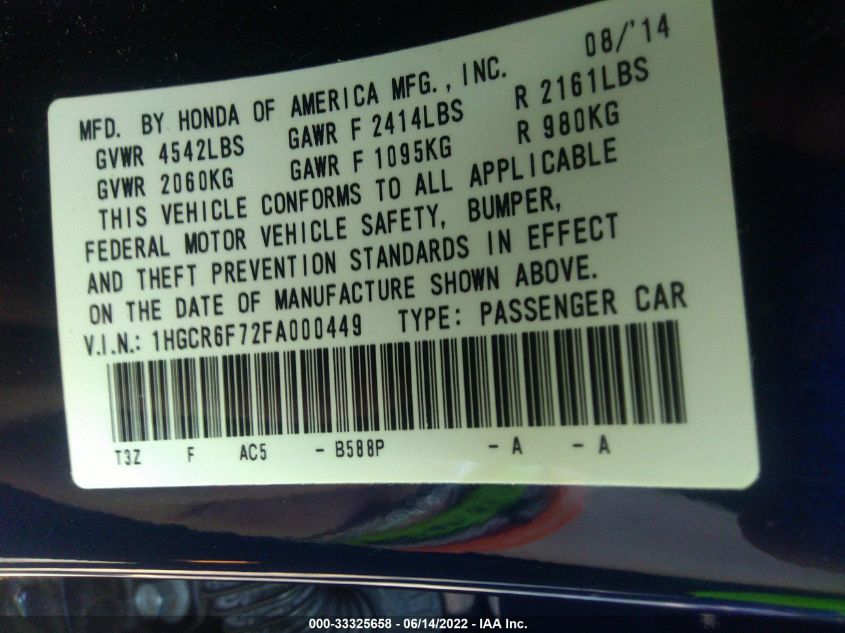 08/'14
MFD. BY HONDA OF AMERICA MFG., INC.
GVWR 4542LBS GAWR F 2414LBS R 2161LBS
GVWR 2060KG GAWR F 1095KG R 980KG
THIS VEHICLE CONFORMS TO ALL APPLICABLE
FEDERAL MOTOR VEHICLE SAFETY, BUMPER,
AND THEFT PREVENTION STANDARDS IN EFFECT
ON THE DATE OF MANUFACTURE SHOWN ABOVE.
V.I.N.: 1HGCR6F72FA000449 TYPE: PASSENGER CAR
T3Z F AC5 - B588P - A - A
000-33325658 - 06/14/2022 - IAA Inc.